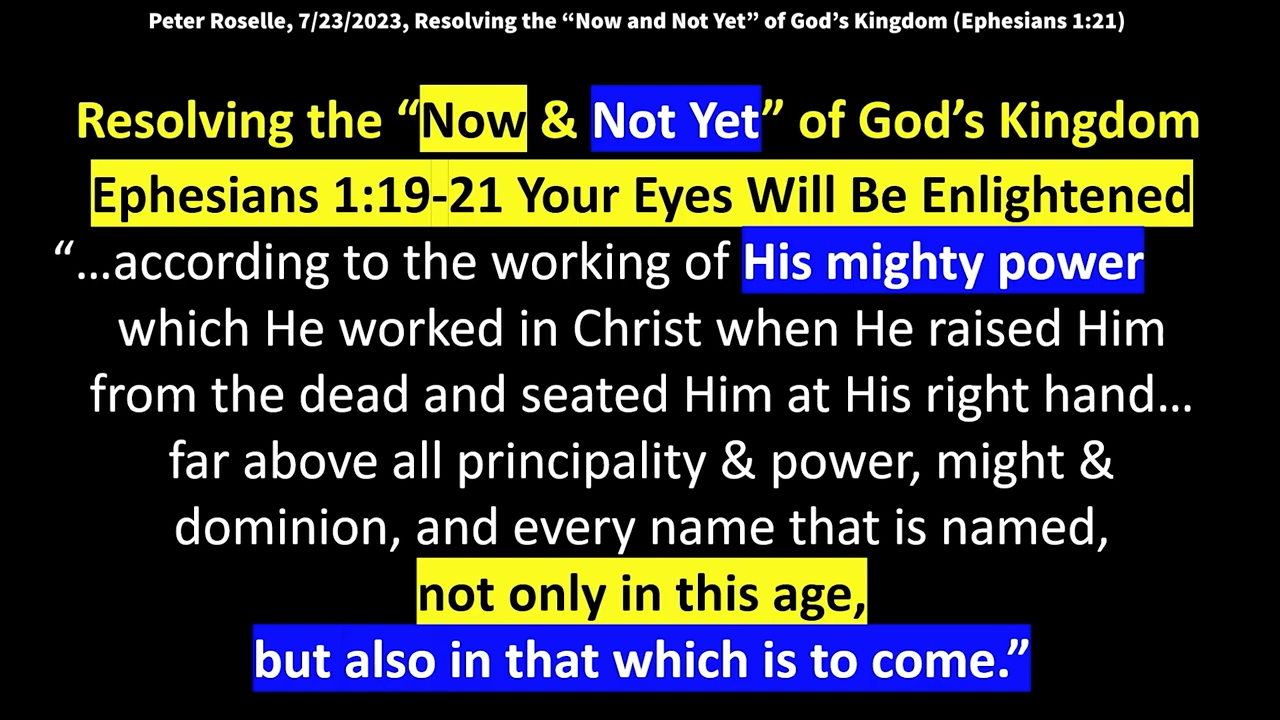 Peter Roselle, 7/23/2023, Resolving the “Now and Not Yet” of God’s Kingdom (Ephesians 1:21)
Resolving the “Now & Not Yet” of God’s Kingdom
Ephesians 1:19-21 Your Eyes Will Be Enlightened
“…according to the working of His mighty power
which He worked in Christ when He raised Him
from the dead and seated Him at His right hand…
far above all principality & power, might &
dominion, and every name that is named,
not only in this age,
but also in that which is to come.”